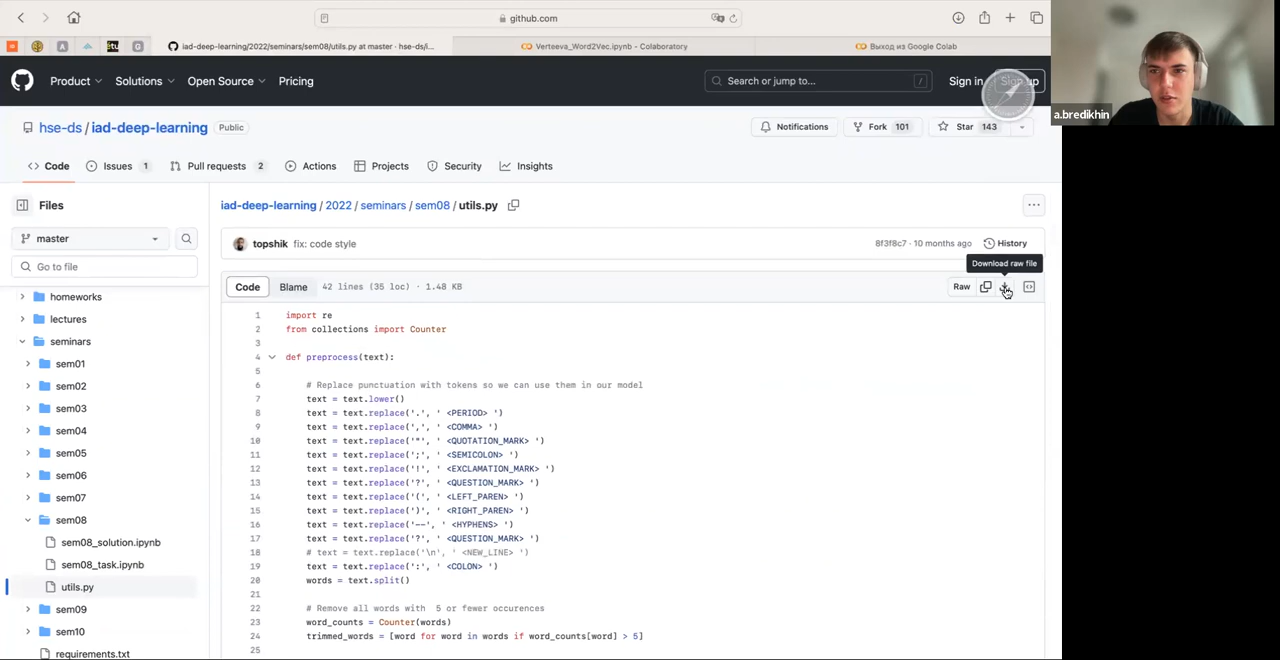 github.com
iad-deep-learning/2022/seminars/sem08/utils.py at master · hse-ds/i...
Verteeva_Word2Vec.ipynb - Colaboratory
Выход из Google Colab
Product
Solutions
Open Source
Pricing
Search or jump to...
/
Sign in
Sign up
a.bredikhin
hse-ds / iad-deep-learning
Public
Notifications
Fork 101
Star 143
Code
Issues 1
Pull requests 2
Actions
Projects
Security
Insights
Files
iad-deep-learning / 2022 / seminars / sem08 / utils.py
master
Go to file
topshik fix: code style
8f3f8c7 · 10 months ago
History
Download raw file
Code
Blame
42 lines (35 loc) · 1.48 KB
Raw
homeworks
lectures
seminars
sem01
sem02
sem03
sem04
sem05
sem06
sem07
sem08
sem08_solution.ipynb
sem08_task.ipynb
utils.py
sem09
sem10
requirements.txt
1 import re
2 from collections import Counter
3
4 def preprocess(text):
5
6 # Replace punctuation with tokens so we can use them in our model
7 text = text.lower()
8 text = text.replace('.', ' <PERIOD> ')
9 text = text.replace(',', ' <COMMA> ')
10 text = text.replace('"', ' <QUOTATION_MARK> ')
11 text = text.replace(';', ' <SEMICOLON> ')
12 text = text.replace('!', ' <EXCLAMATION_MARK> ')
13 text = text.replace('?', ' <QUESTION_MARK> ')
14 text = text.replace('(', ' <LEFT_PAREN> ')
15 text = text.replace(')', ' <RIGHT_PAREN> ')
16 text = text.replace('--', ' <HYPHENS> ')
17 text = text.replace('?', ' <QUESTION_MARK> ')
18 # text = text.replace('\n', ' <NEW_LINE> ')
19 text = text.replace(':', ' <COLON> ')
20 words = text.split()
21
22 # Remove all words with 5 or fewer occurences
23 word_counts = Counter(words)
24 trimmed_words = [word for word in words if word_counts[word] > 5]
25